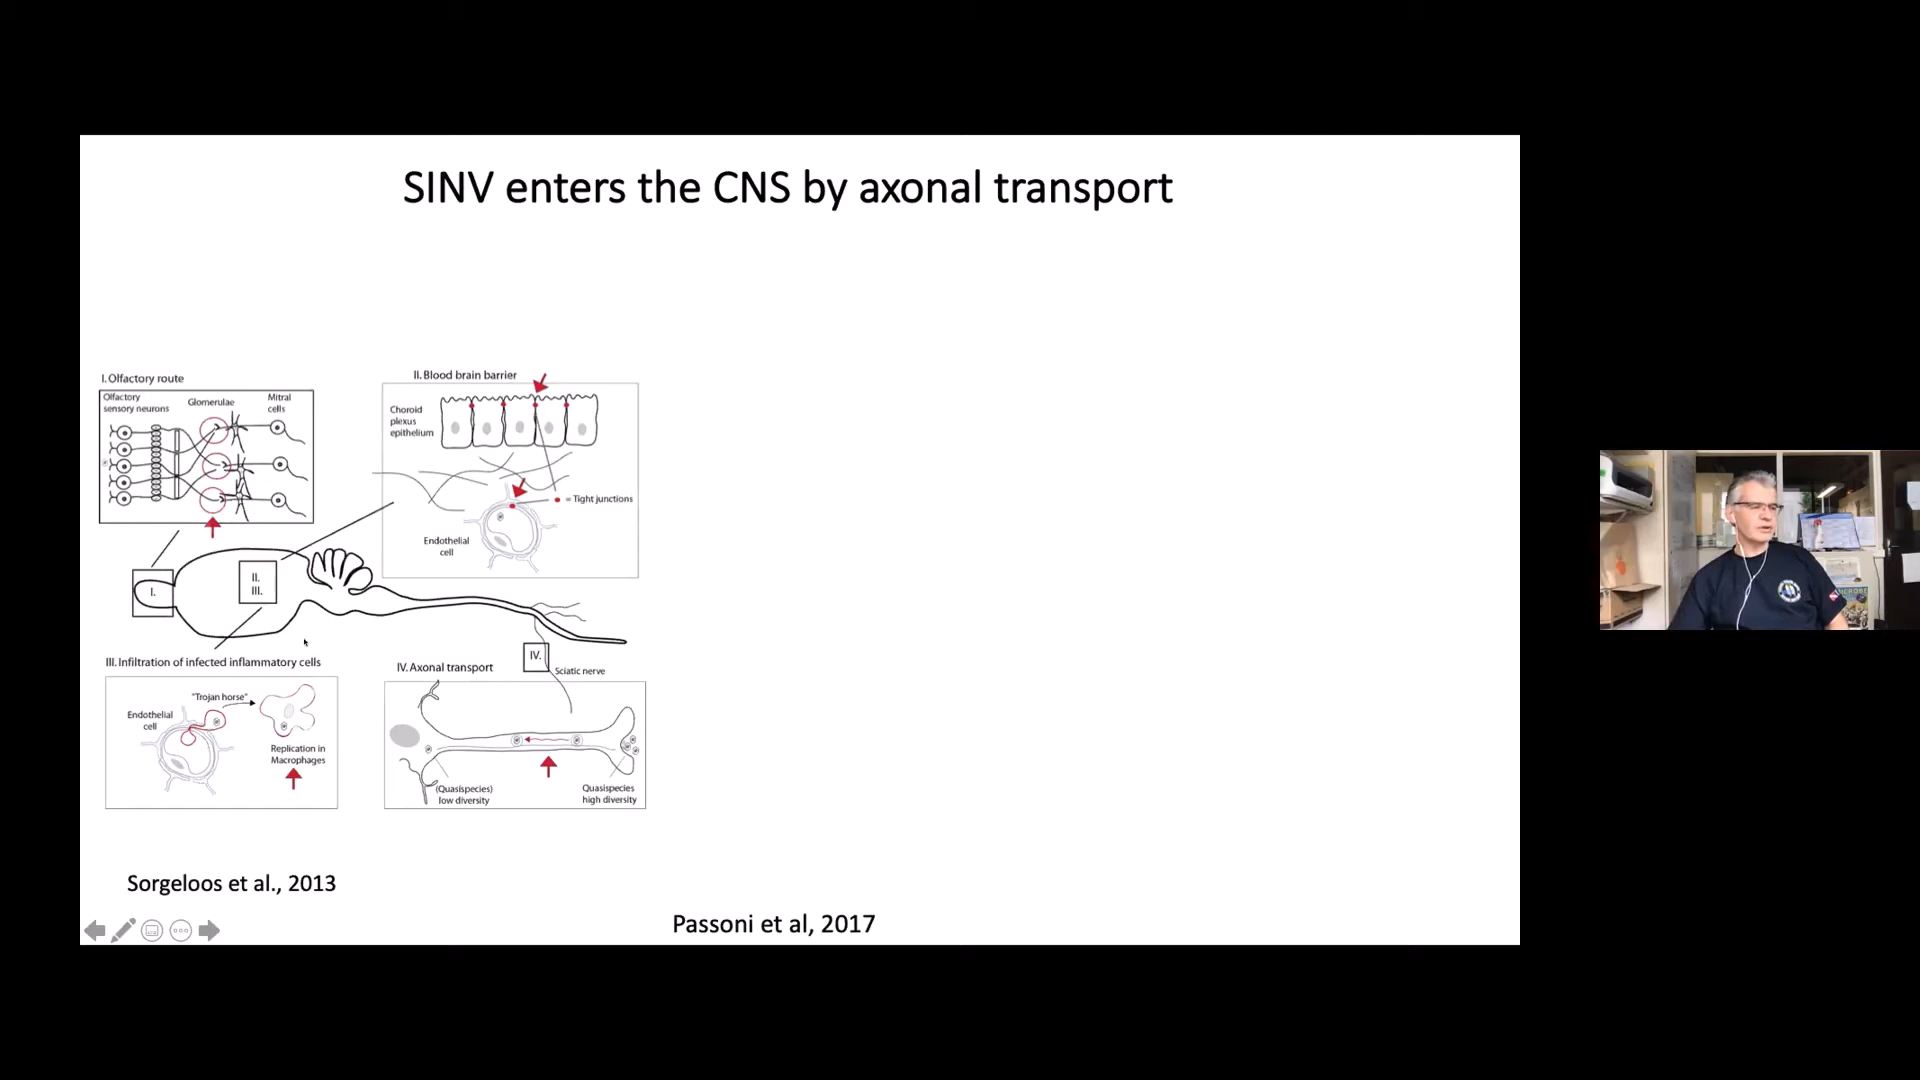 SINV enters the CNS by axonal transport
I. Olfactory route
Olfactory
sensory neurons
Glomerulae
Mitral
cells
II. Blood brain barrier
Choroid
plexus
epithelium
= Tight junctions
Endothelial
cell
I.
II.
III.
III. Infiltration of infected inflammatory cells
"Trojan horse"
Endothelial
cell
Replication in
Macrophages
IV.
Sciatic nerve
IV. Axonal transport
(Quasispecies)
low diversity
Quasispecies
high diversity
Sorgeloos et al., 2013
Passoni et al, 2017